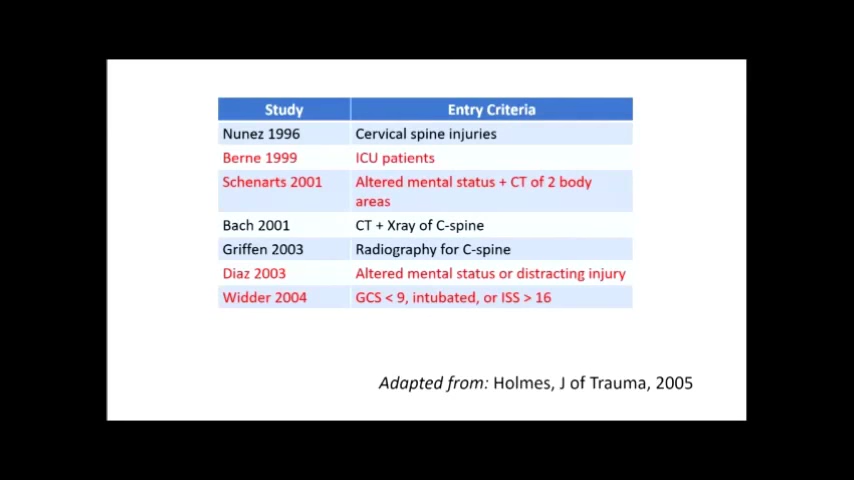 Study Entry Criteria
Nunez 1996 Cervical spine injuries
Berne 1999 ICU patients
Schenarts 2001 Altered mental status + CT of 2 body
areas
Bach 2001 CT + Xray of C-spine
Griffen 2003 Radiography for C-spine
Diaz 2003 Altered mental status or distracting injury
Widder 2004 GCS < 9, intubated, or ISS > 16
Adapted from: Holmes, J of Trauma, 2005